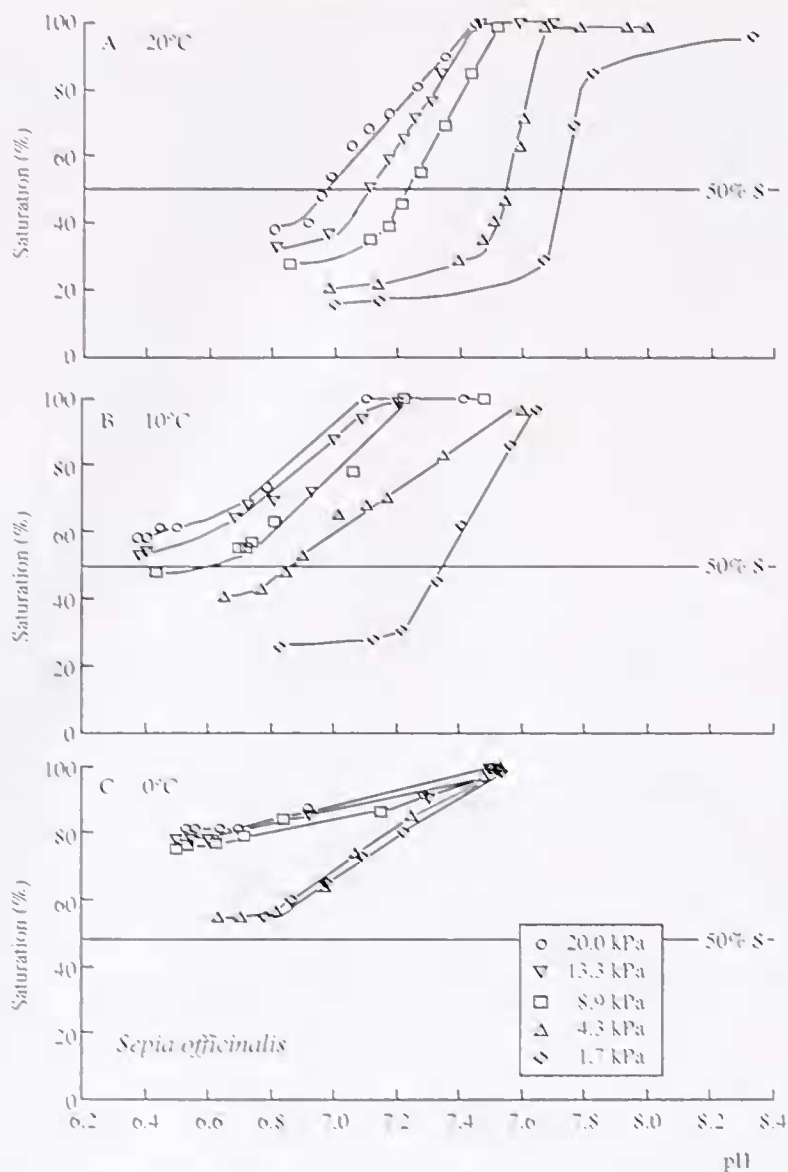 100
A 20°C
80
60
50% S
40
20
0
Saturation (%)
100
B 10°C
80
60
50% S
40
20
0
Saturation (%)
100
C 0°C
80
60
50% S
40
20
0
Saturation (%)
20.0 kPa
13.3 kPa
8.9 kPa
4.3 kPa
1.7 kPa
Sepia officinalis
6.2 6.4 6.6 6.8 7.0 7.2 7.4 7.6 7.8 8.0 8.2 8.4
pH